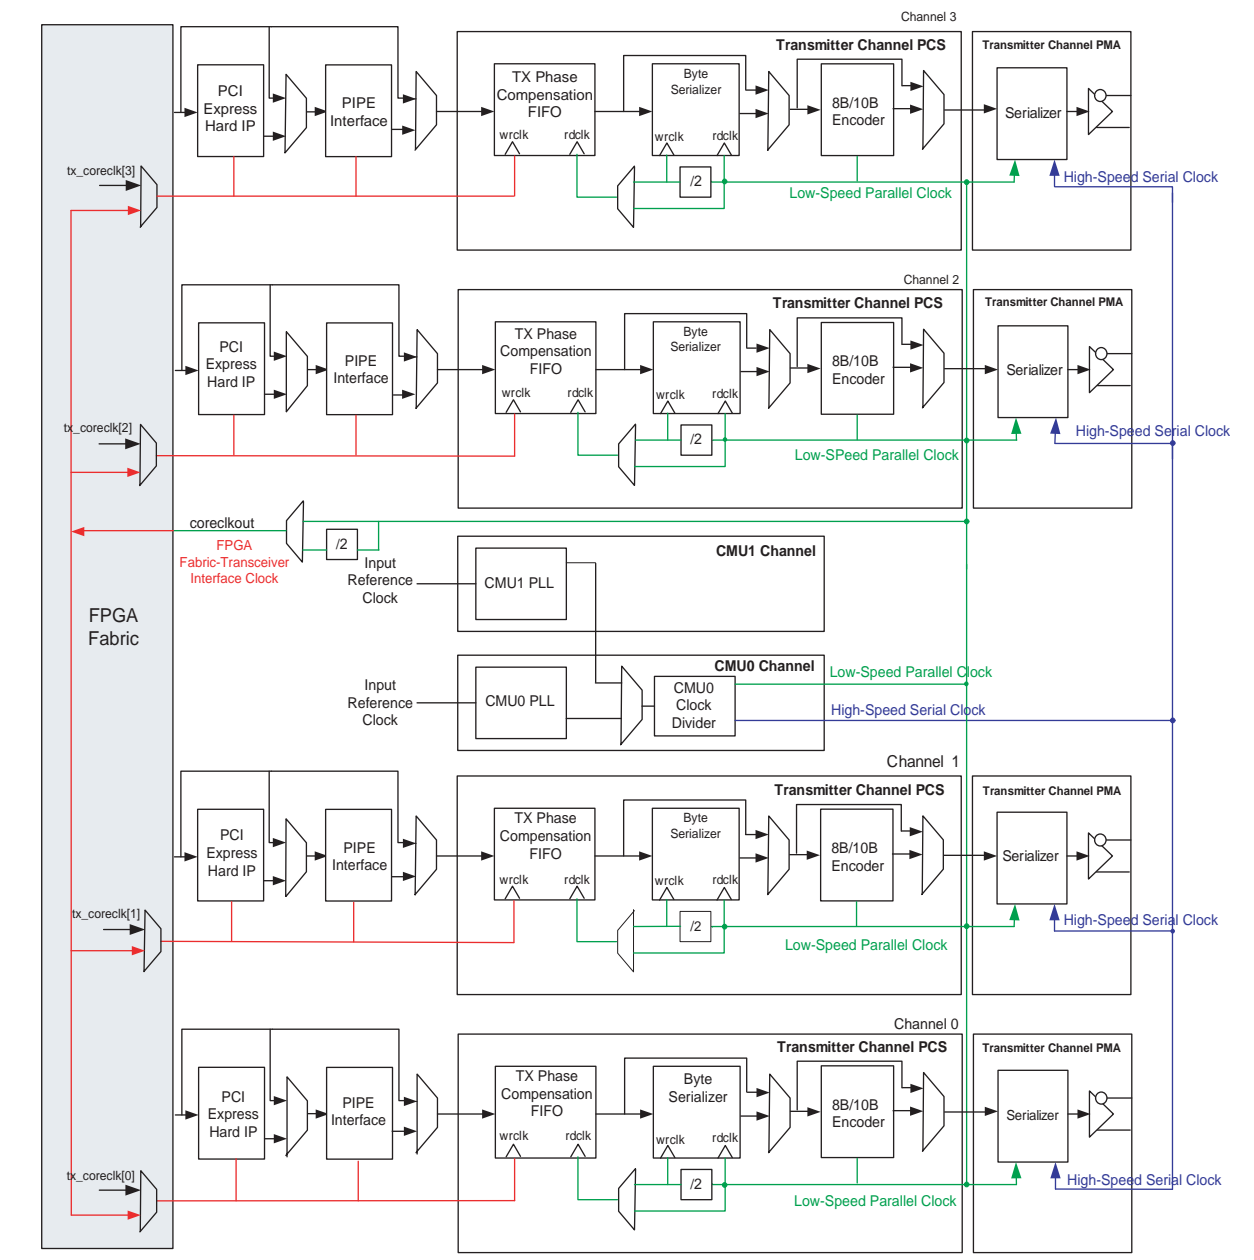 Channel 3
Transmitter Channel PCS
Transmitter Channel PMA
PCI
Express
Hard IP
PIPE
Interface
TX Phase
Compensation
FIFO
wrclk
rdclk
Byte
Serializer
wrclk
rdclk
/2
8B/10B
Encoder
Serializer
tx_coreclk[3]
Low-Speed Parallel Clock
High-Speed Serial Clock
Channel 2
Transmitter Channel PCS
Transmitter Channel PMA
PCI
Express
Hard IP
PIPE
Interface
TX Phase
Compensation
FIFO
wrclk
rdclk
Byte
Serializer
wrclk
rdclk
/2
8B/10B
Encoder
Serializer
tx_coreclk[2]
Low-SPeed Parallel Clock
High-Speed Serial Clock
coreclkout
FPGA
Fabric-Transceiver
Interface Clock
/2
FPGA
Fabric
Input
Reference
Clock
CMU1 PLL
CMU1 Channel
Input
Reference
Clock
CMU0 PLL
CMU0 Channel
CMU0
Clock
Divider
Low-Speed Parallel Clock
High-Speed Serial Clock
Channel 1
Transmitter Channel PCS
Transmitter Channel PMA
PCI
Express
Hard IP
PIPE
Interface
TX Phase
Compensation
FIFO
wrclk
rdclk
Byte
Serializer
wrclk
rdclk
/2
8B/10B
Encoder
Serializer
tx_coreclk[1]
Low-Speed Parallel Clock
High-Speed Serial Clock
Channel 0
Transmitter Channel PCS
Transmitter Channel PMA
PCI
Express
Hard IP
PIPE
Interface
TX Phase
Compensation
FIFO
wrclk
rdclk
Byte
Serializer
wrclk
rdclk
/2
8B/10B
Encoder
Serializer
tx_coreclk[0]
Low-Speed Parallel Clock
High-Speed Serial Clock